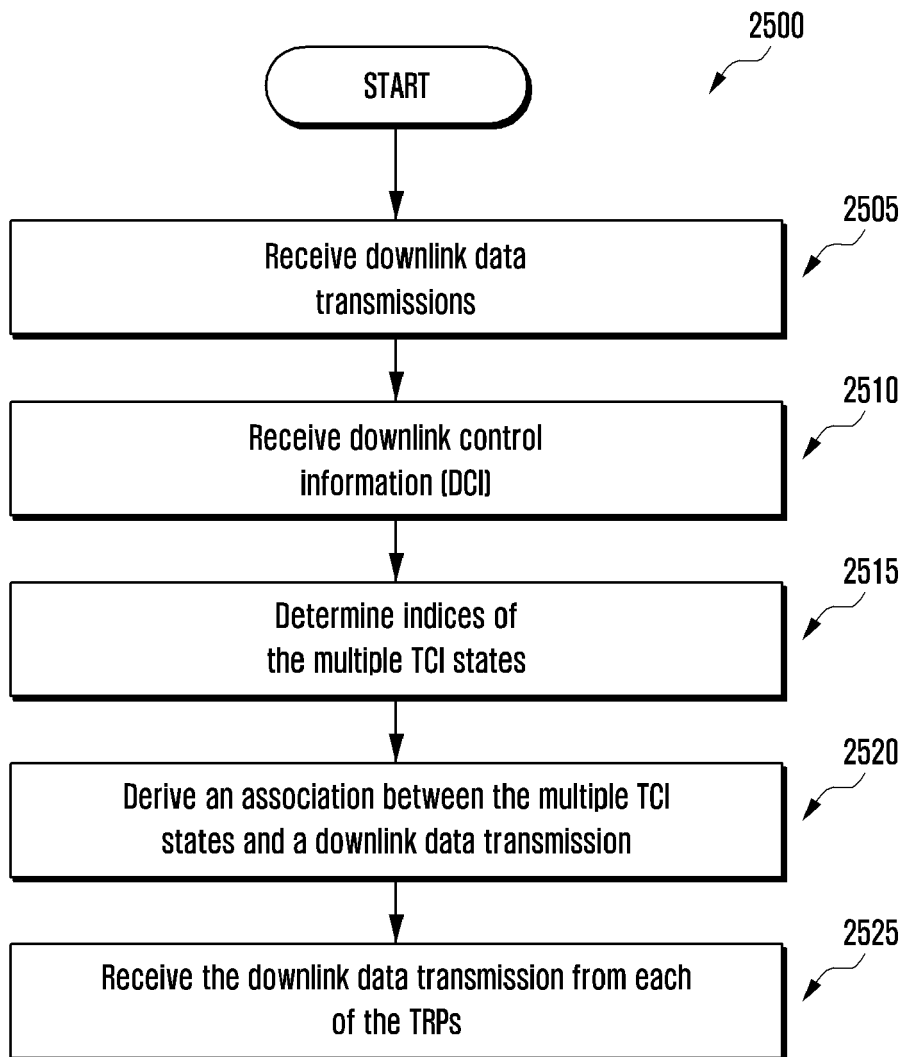 2500
START
2505
Receive downlink data
transmissions
2510
Receive downlink control
information (DCI)
2515
Determine indices of
the multiple TCI states
2520
Derive an association between the multiple TCI
states and a downlink data transmission
2525
Receive the downlink data transmission from each
of the TRPs